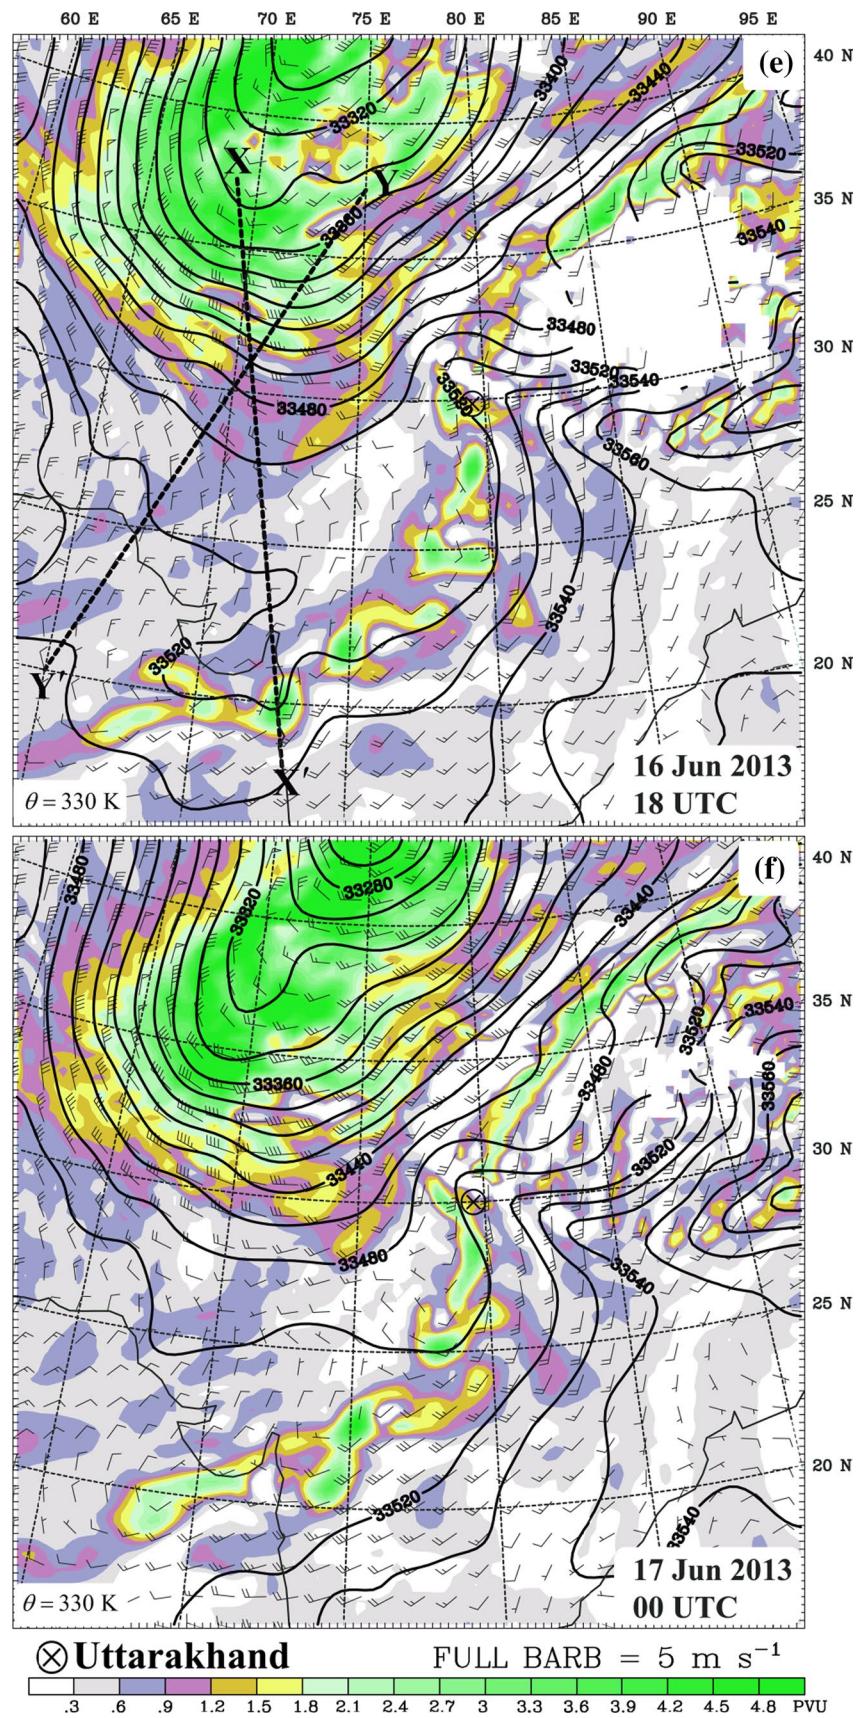 60 E 65 E 70 E 75 E 80 E 85 E 90 E 95 E
(e)
40 N
33400
33440
33320
X
Y
33520
35 N
33360
33540
33480
30 N
33520
33540
33520
33480
33560
25 N
33540
33520
20 N
Y'
X'
θ = 330 K
16 Jun 2013
18 UTC
(f)
40 N
33480
33280
33320
33440
35 N
33540
33520
33360
33480
33560
30 N
33440
33520
33480
33540
25 N
20 N
33520
33540
θ = 330 K
17 Jun 2013
00 UTC
⊗ Uttarakhand FULL BARB = 5 m s⁻¹
.3 .6 .9 1.2 1.5 1.8 2.1 2.4 2.7 3 3.3 3.6 3.9 4.2 4.5 4.8 PVU